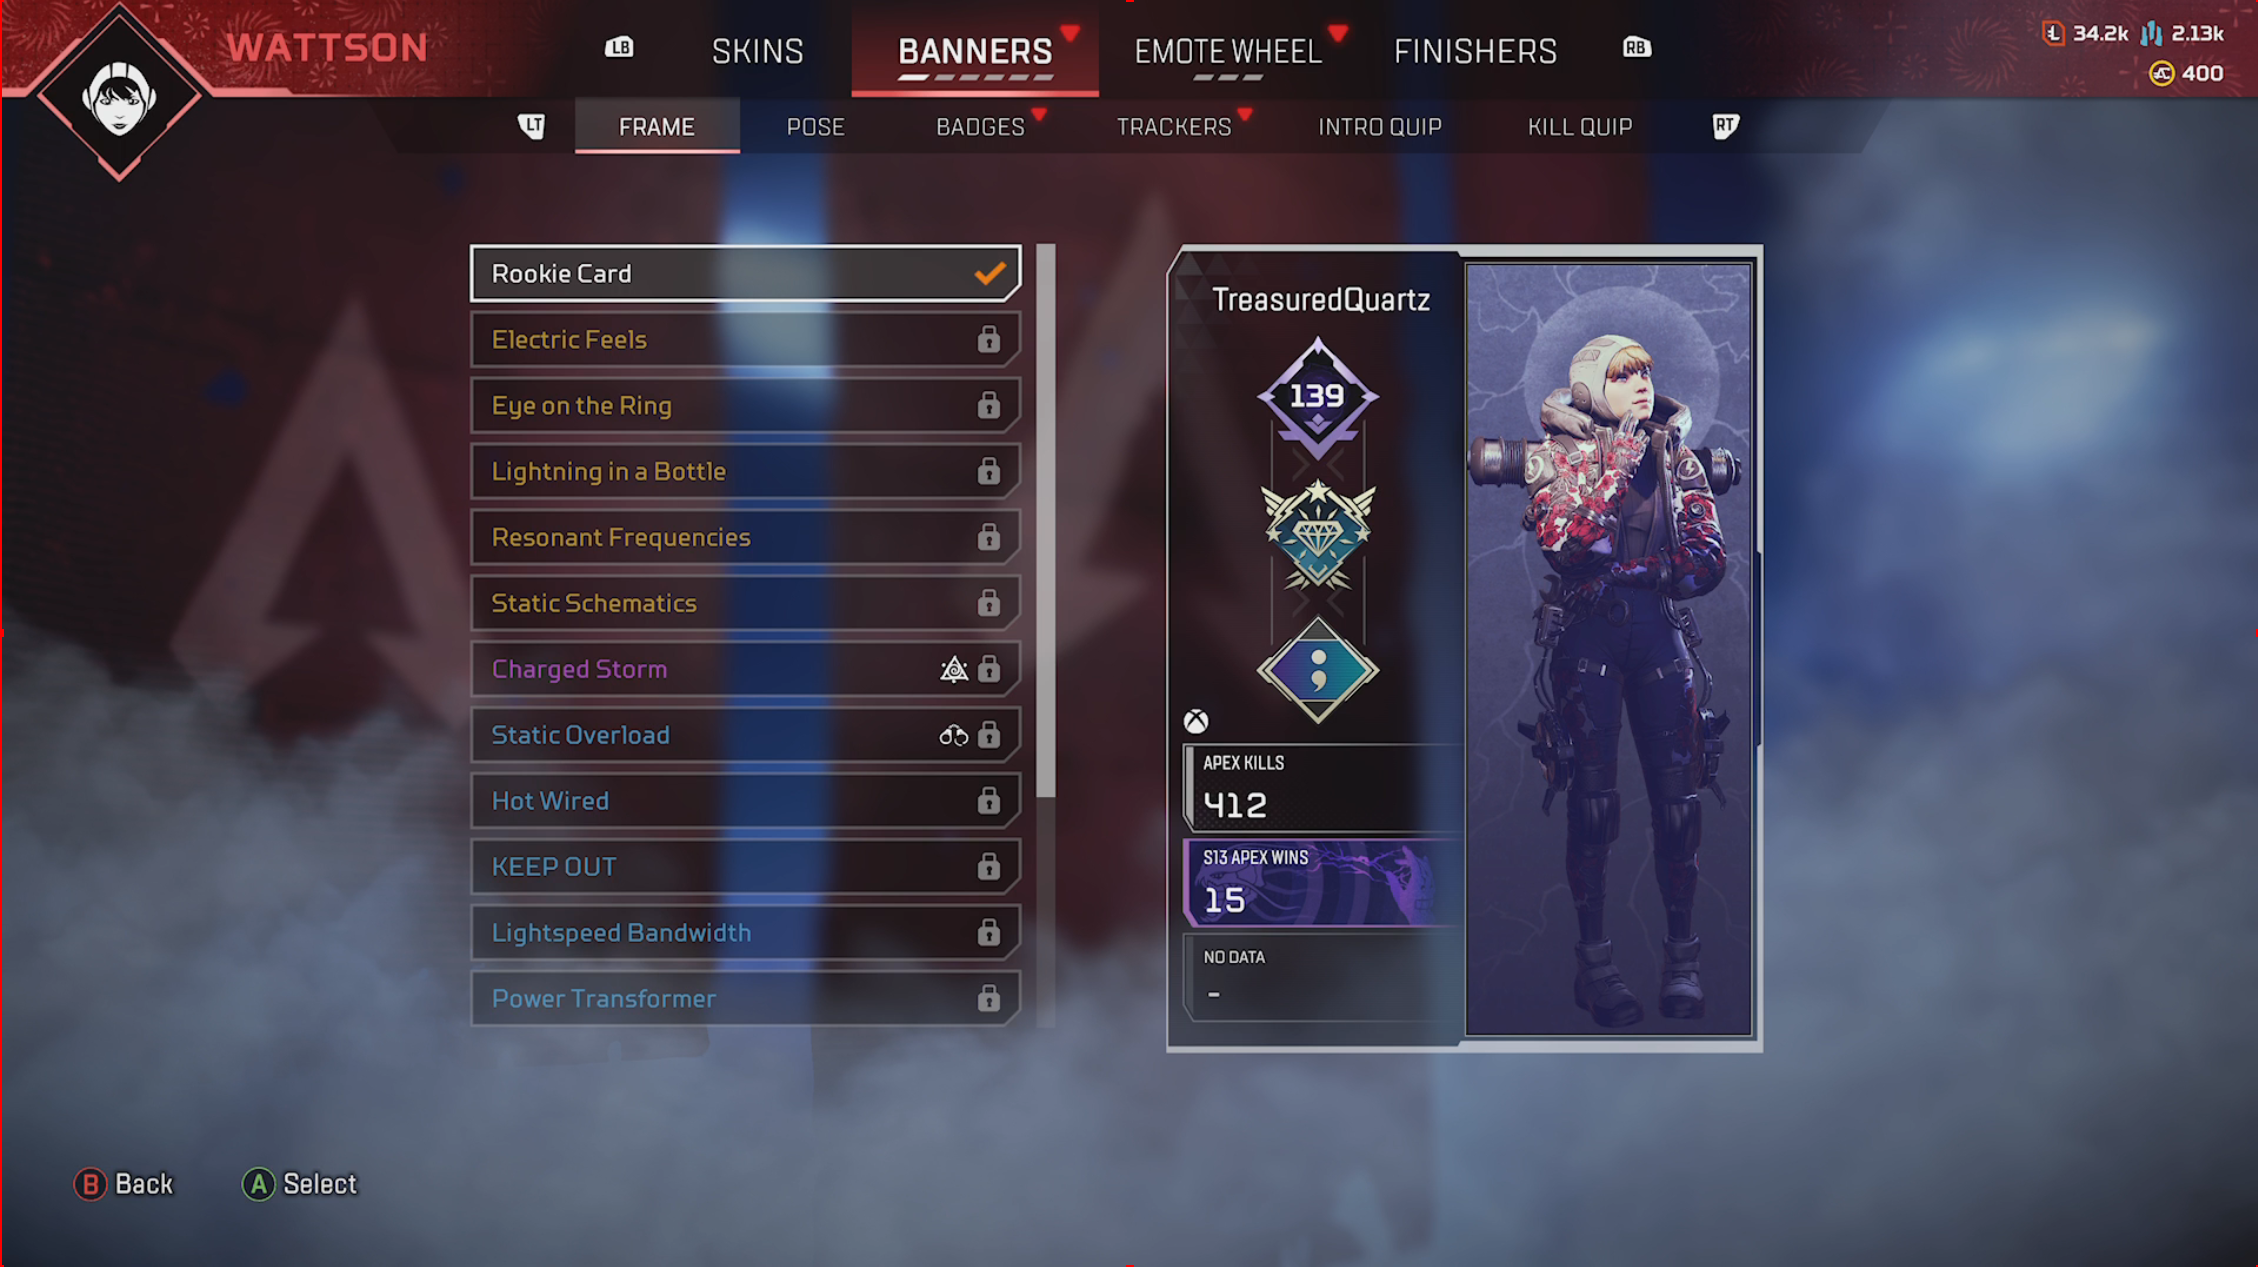 WATTSON
LB
SKINS
BANNERS
EMOTE WHEEL
FINISHERS
RB
34.2k
2.13k
400
LT
FRAME
POSE
BADGES
TRACKERS
INTRO QUIP
KILL QUIP
RT
Rookie Card
Electric Feels
Eye on the Ring
Lightning in a Bottle
Resonant Frequencies
Static Schematics
Charged Storm
Static Overload
Hot Wired
KEEP OUT
Lightspeed Bandwidth
Power Transformer
TreasuredQuartz
139
;
APEX KILLS
412
S13 APEX WINS
15
NO DATA
-
B Back
A Select